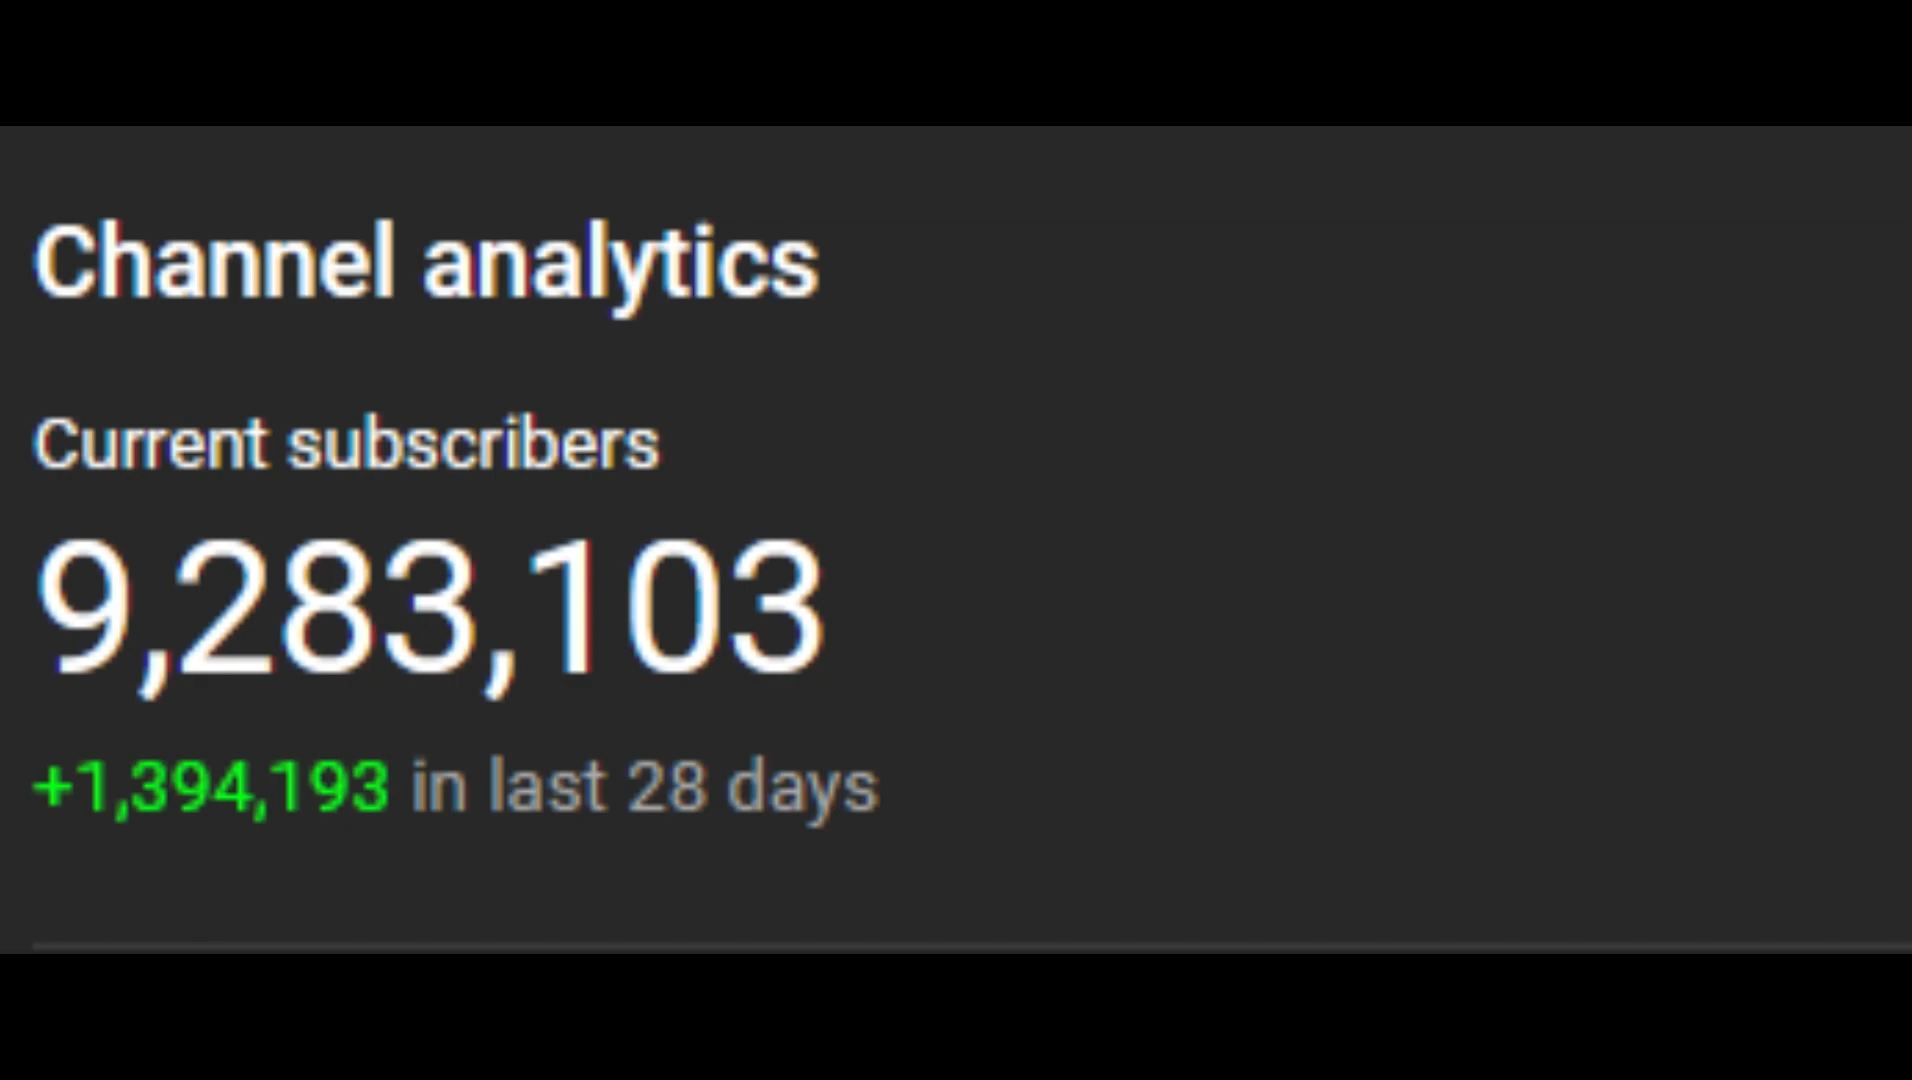 Channel analytics
Current subscribers
9,283,103
+1,394,193 in last 28 days